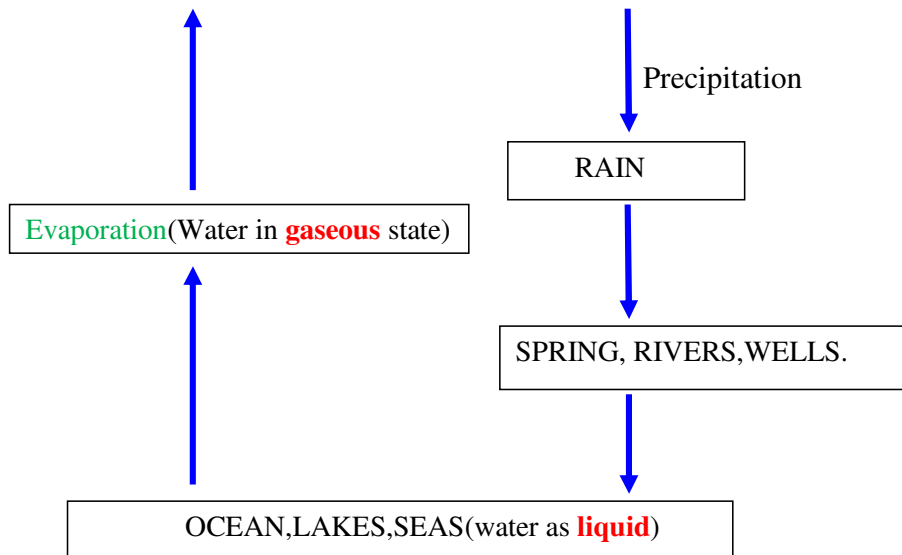 Precipitation
RAIN
Evaporation(Water in gaseous state)
SPRING, RIVERS,WELLS.
OCEAN,LAKES,SEAS(water as liquid)